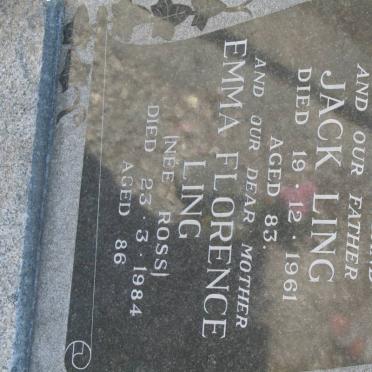 AND OUR FATHER
JACK LING
DIED 19·12·1961
AGED 83.
AND OUR DEAR MOTHER
EMMA FLORENCE
LING
(NÉE ROSS)
DIED 23·3·1984
AGED 86